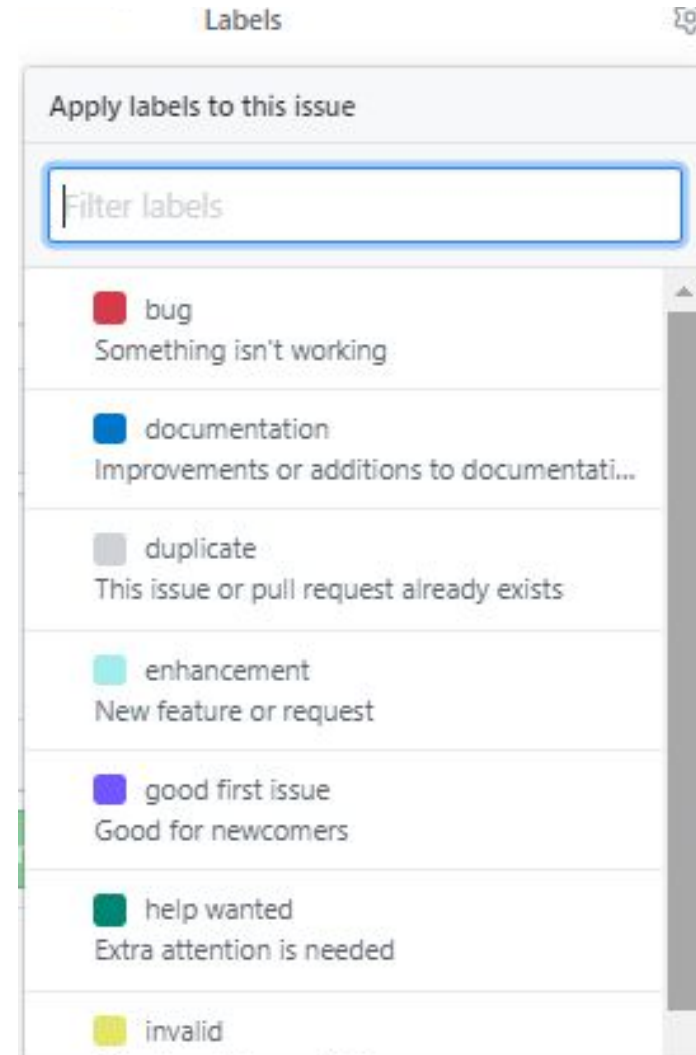 Labels
Apply labels to this issue
Filter labels
bug
Something isn't working
documentation
Improvements or additions to documentati...
duplicate
This issue or pull request already exists
enhancement
New feature or request
good first issue
Good for newcomers
help wanted
Extra attention is needed
invalid